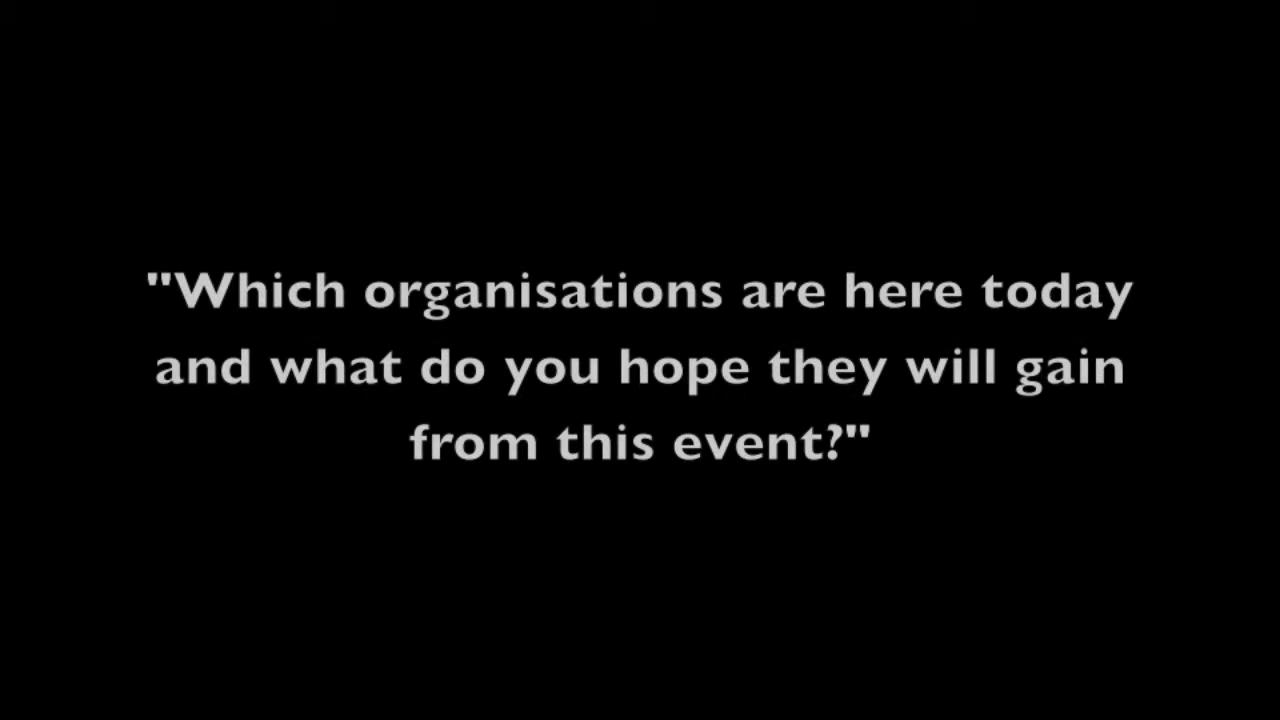 "Which organisations are here today
and what do you hope they will gain
from this event?"